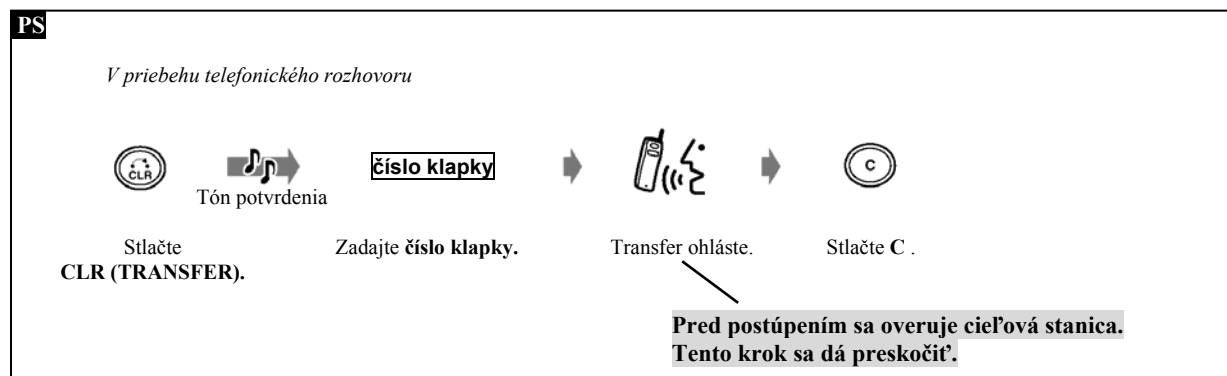 PS
V priebehu telefonického rozhovoru
CLR
Tón potvrdenia
číslo klapky
C
Stlačte
CLR (TRANSFER).
Zadajte číslo klapky.
Transfer ohláste.
Stlačte C .
Pred postúpením sa overuje cieľová stanica.
Tento krok sa dá preskočiť.